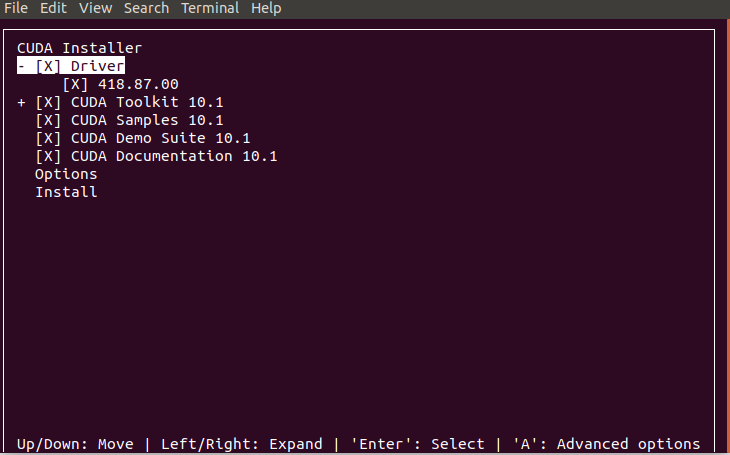 File Edit View Search Terminal Help
CUDA Installer
- [X] Driver
[X] 418.87.00
+ [X] CUDA Toolkit 10.1
[X] CUDA Samples 10.1
[X] CUDA Demo Suite 10.1
[X] CUDA Documentation 10.1
Options
Install
Up/Down: Move | Left/Right: Expand | 'Enter': Select | 'A': Advanced options